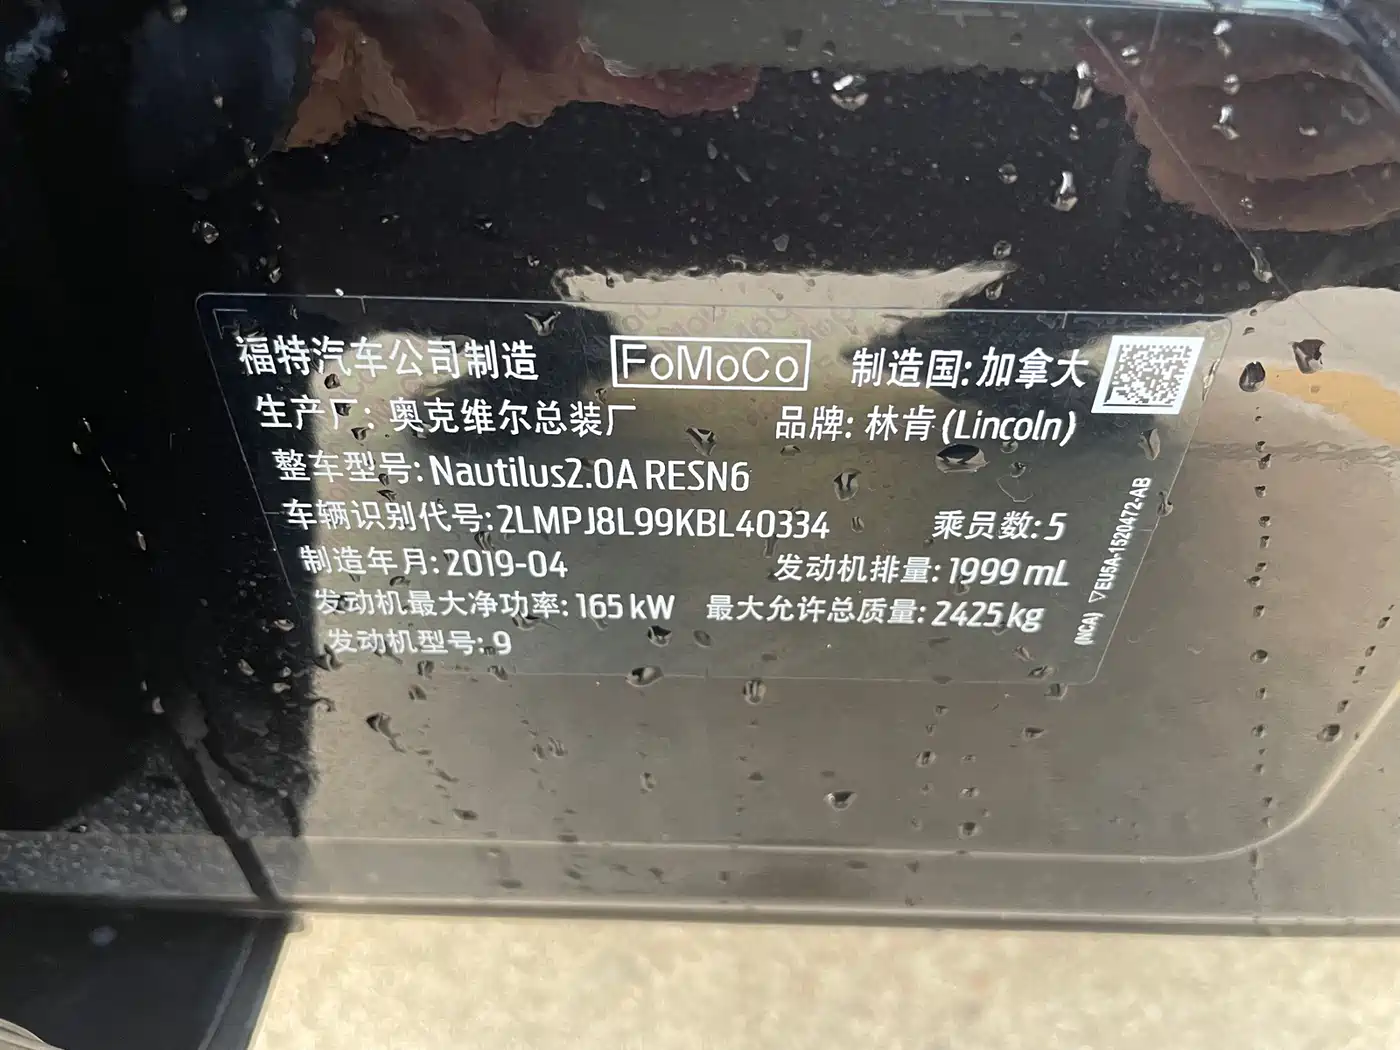 福特汽车公司制造 FoMoCo 制造国:加拿大
生产厂:奥克维尔总装厂 品牌:林肯(Lincoln)
整车型号:Nautilus2.0A RESN6
车辆识别代号:2LMPJ8L99KBL40334 乘员数:5
制造年月:2019-04 发动机排量:1999 mL
发动机最大净功率:165 kW 最大允许总质量:2425 kg
发动机型号:9
(NCA) ▽EU5A-1520472-AB